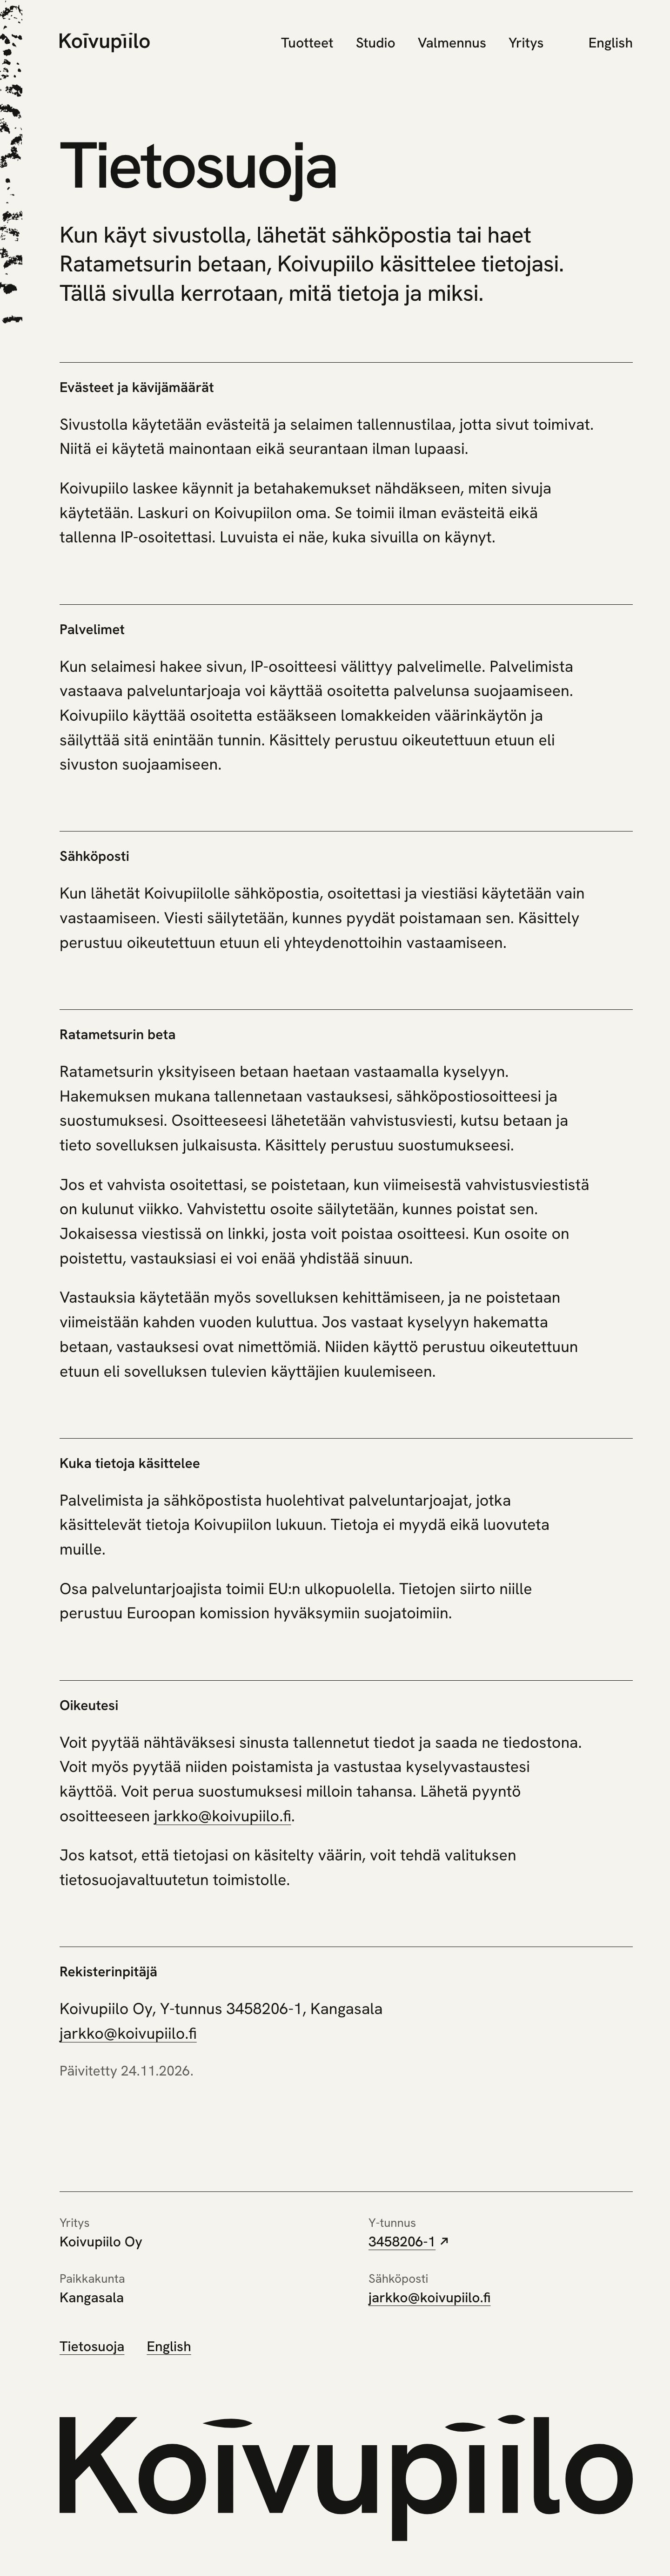 Koivupiilo
Tuotteet Studio Valmennus Yritys English
Tietosuoja
Kun käyt sivustolla, lähetät sähköpostia tai haet
Ratametsurin betaan, Koivupiilo käsittelee tietojasi.
Tällä sivulla kerrotaan, mitä tietoja ja miksi.
Evästeet ja kävijämäärät
Sivustolla käytetään evästeitä ja selaimen tallennustilaa, jotta sivut toimivat.
Niitä ei käytetä mainontaan eikä seurantaan ilman lupaasi.
Koivupiilo laskee käynnit ja betahakemukset nähdäkseen, miten sivuja
käytetään. Laskuri on Koivupiilon oma. Se toimii ilman evästeitä eikä
tallenna IP-osoitettasi. Luvuista ei näe, kuka sivuilla on käynyt.
Palvelimet
Kun selaimesi hakee sivun, IP-osoitteesi välittyy palvelimelle. Palvelimista
vastaava palveluntarjoaja voi käyttää osoitetta palvelunsa suojaamiseen.
Koivupiilo käyttää osoitetta estääkseen lomakkeiden väärinkäytön ja
säilyttää sitä enintään tunnin. Käsittely perustuu oikeutettuun etuun eli
sivuston suojaamiseen.
Sähköposti
Kun lähetät Koivupiilolle sähköpostia, osoitettasi ja viestiäsi käytetään vain
vastaamiseen. Viesti säilytetään, kunnes pyydät poistamaan sen. Käsittely
perustuu oikeutettuun etuun eli yhteydenottoihin vastaamiseen.
Ratametsurin beta
Ratametsurin yksityiseen betaan haetaan vastaamalla kyselyyn.
Hakemuksen mukana tallennetaan vastauksesi, sähköpostiosoitteesi ja
suostumuksesi. Osoitteeseesi lähetetään vahvistusviesti, kutsu betaan ja
tieto sovelluksen julkaisusta. Käsittely perustuu suostumukseesi.
Jos et vahvista osoitettasi, se poistetaan, kun viimeisestä vahvistusviestistä
on kulunut viikko. Vahvistettu osoite säilytetään, kunnes poistat sen.
Jokaisessa viestissä on linkki, josta voit poistaa osoitteesi. Kun osoite on
poistettu, vastauksiasi ei voi enää yhdistää sinuun.
Vastauksia käytetään myös sovelluksen kehittämiseen, ja ne poistetaan
viimeistään kahden vuoden kuluttua. Jos vastaat kyselyyn hakematta
betaan, vastauksesi ovat nimettömiä. Niiden käyttö perustuu oikeutettuun
etuun eli sovelluksen tulevien käyttäjien kuulemiseen.
Kuka tietoja käsittelee
Palvelimista ja sähköpostista huolehtivat palveluntarjoajat, jotka
käsittelevät tietoja Koivupiilon lukuun. Tietoja ei myydä eikä luovuteta
muille.
Osa palveluntarjoajista toimii EU:n ulkopuolella. Tietojen siirto niille
perustuu Euroopan komission hyväksymiin suojatoimiin.
Oikeutesi
Voit pyytää nähtäväksesi sinusta tallennetut tiedot ja saada ne tiedostona.
Voit myös pyytää niiden poistamista ja vastustaa kyselyvastaustesi
käyttöä. Voit perua suostumuksesi milloin tahansa. Lähetä pyyntö
osoitteeseen jarkko@koivupiilo.fi.
Jos katsot, että tietojasi on käsitelty väärin, voit tehdä valituksen
tietosuojavaltuutetun toimistolle.
Rekisterinpitäjä
Koivupiilo Oy, Y-tunnus 3458206-1, Kangasala
jarkko@koivupiilo.fi
Päivitetty 24.11.2026.
Yritys
Koivupiilo Oy
Y-tunnus
3458206-1 ↗
Paikkakunta
Kangasala
Sähköposti
jarkko@koivupiilo.fi
Tietosuoja English
Koivupiilo